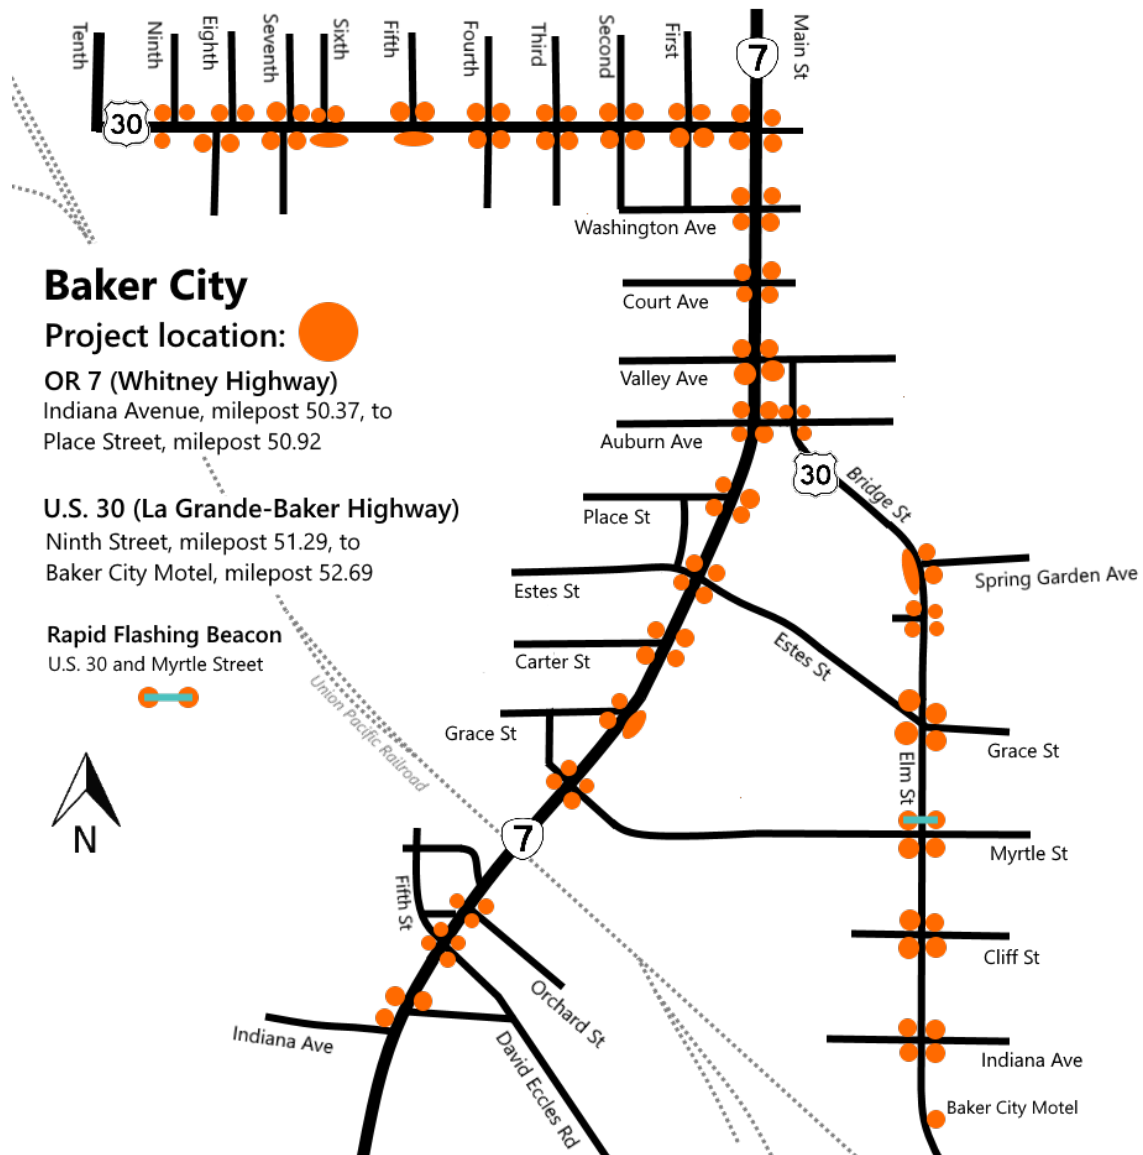 Tenth
Ninth
Eighth
Seventh
Sixth
Fifth
Fourth
Third
Second
First
Main St
7
30
Washington Ave
Court Ave
Valley Ave
Auburn Ave
30
Bridge St
Baker City
Project location:
OR 7 (Whitney Highway)
Indiana Avenue, milepost 50.37, to
Place Street, milepost 50.92
U.S. 30 (La Grande-Baker Highway)
Ninth Street, milepost 51.29, to
Baker City Motel, milepost 52.69
Rapid Flashing Beacon
U.S. 30 and Myrtle Street
N
Union Pacific Railroad
Place St
Estes St
Spring Garden Ave
Carter St
Estes St
Grace St
Grace St
Elm St
7
Myrtle St
Fifth St
Cliff St
Orchard St
Indiana Ave
David Eccles Rd
Indiana Ave
Baker City Motel